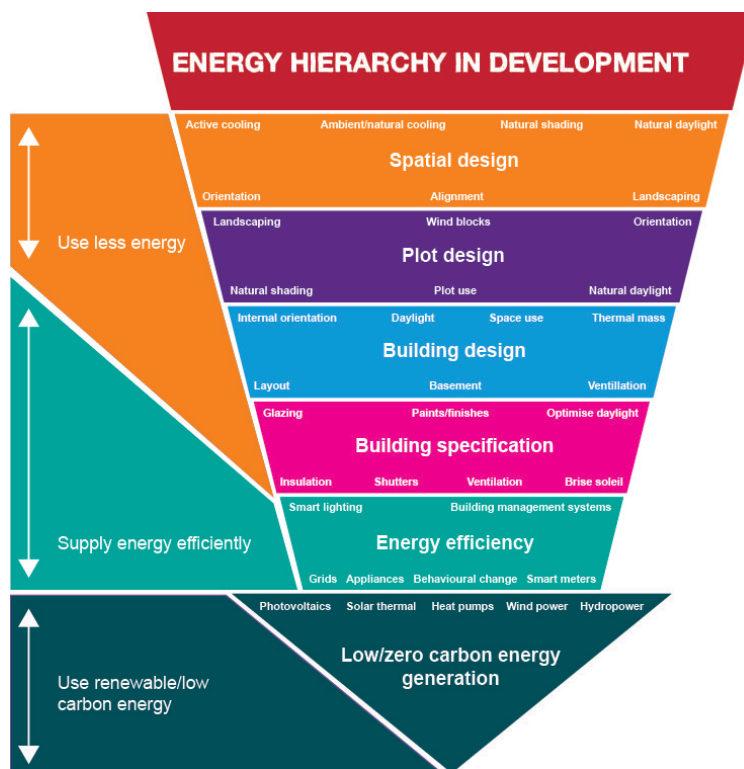 ENERGY HIERARCHY IN DEVELOPMENT
Active cooling Ambient/natural cooling Natural shading Natural daylight
Spatial design
Orientation Alignment Landscaping
Use less energy
Landscaping Wind blocks Orientation
Plot design
Natural shading Plot use Natural daylight
Internal orientation Daylight Space use Thermal mass
Building design
Layout Basement Ventillation
Glazing Paints/finishes Optimise daylight
Building specification
Insulation Shutters Ventilation Brise soleil
Supply energy efficiently
Smart lighting Building management systems
Energy efficiency
Grids Appliances Behavioural change Smart meters
Photovoltaics Solar thermal Heat pumps Wind power Hydropower
Low/zero carbon energy
generation
Use renewable/low
carbon energy